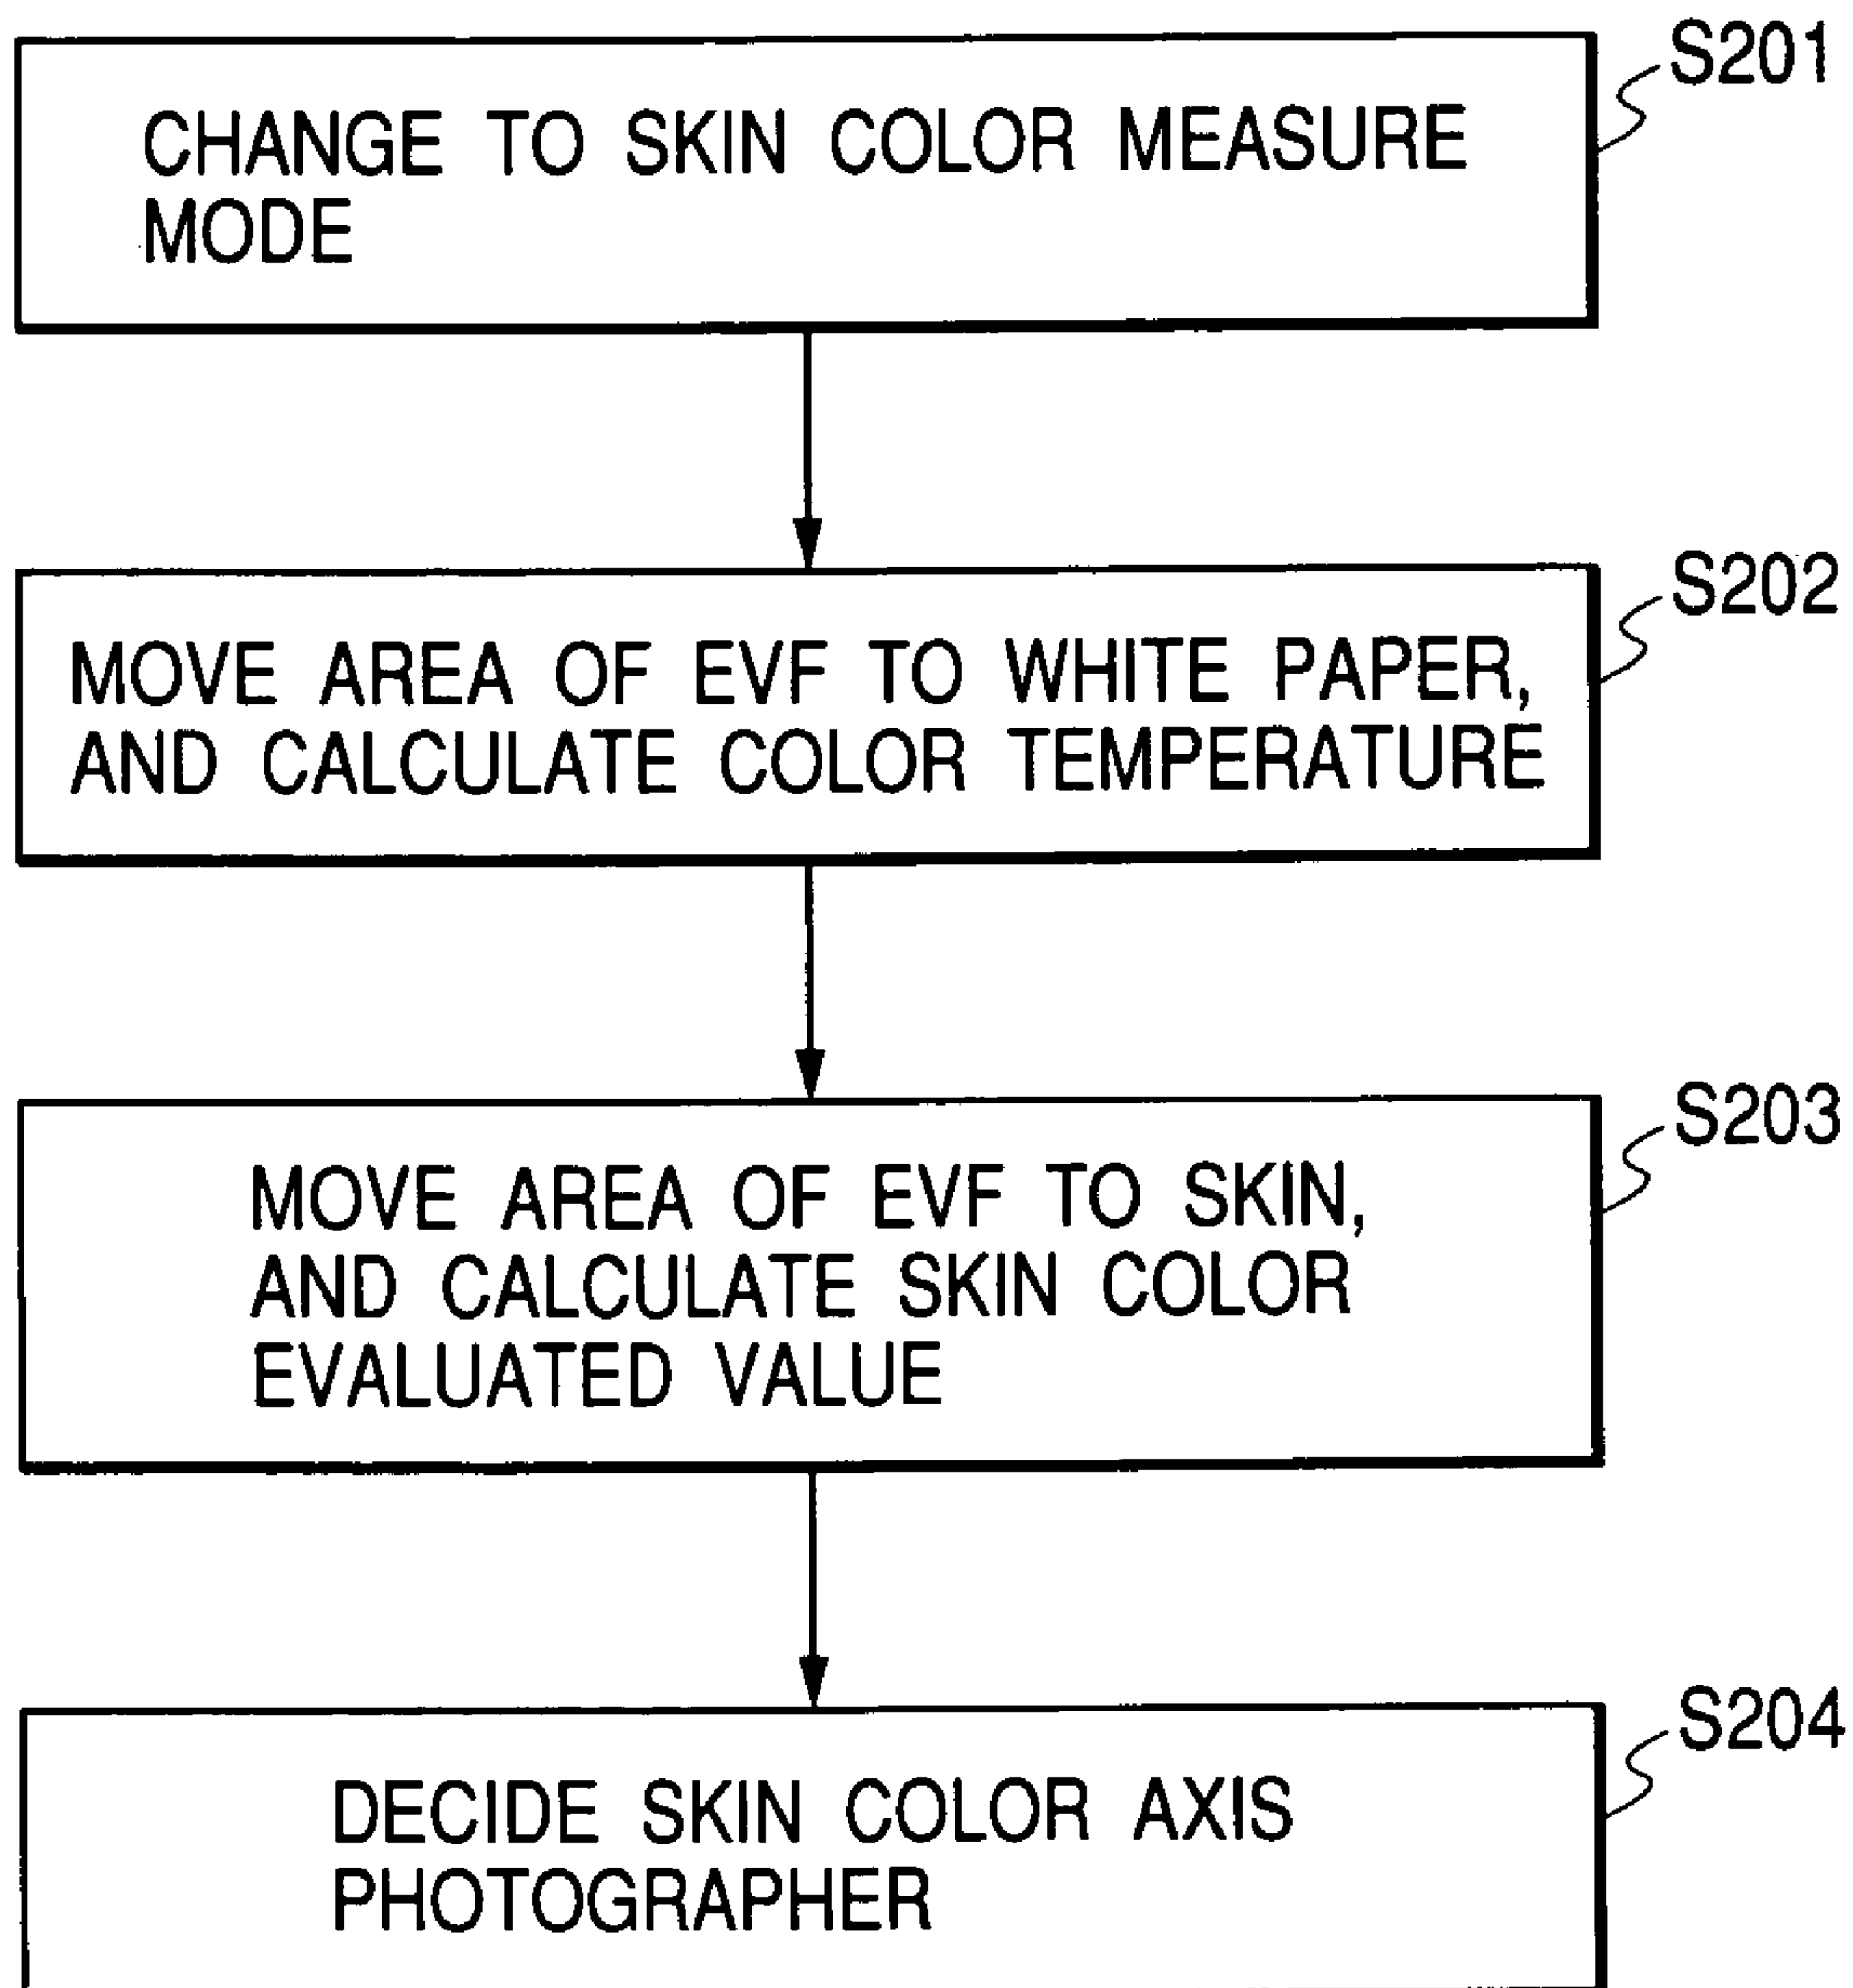 S201
CHANGE TO SKIN COLOR MEASURE
MODE
S202
MOVE AREA OF EVF TO WHITE PAPER,
AND CALCULATE COLOR TEMPERATURE
S203
MOVE AREA OF EVF TO SKIN,
AND CALCULATE SKIN COLOR
EVALUATED VALUE
S204
DECIDE SKIN COLOR AXIS
PHOTOGRAPHER